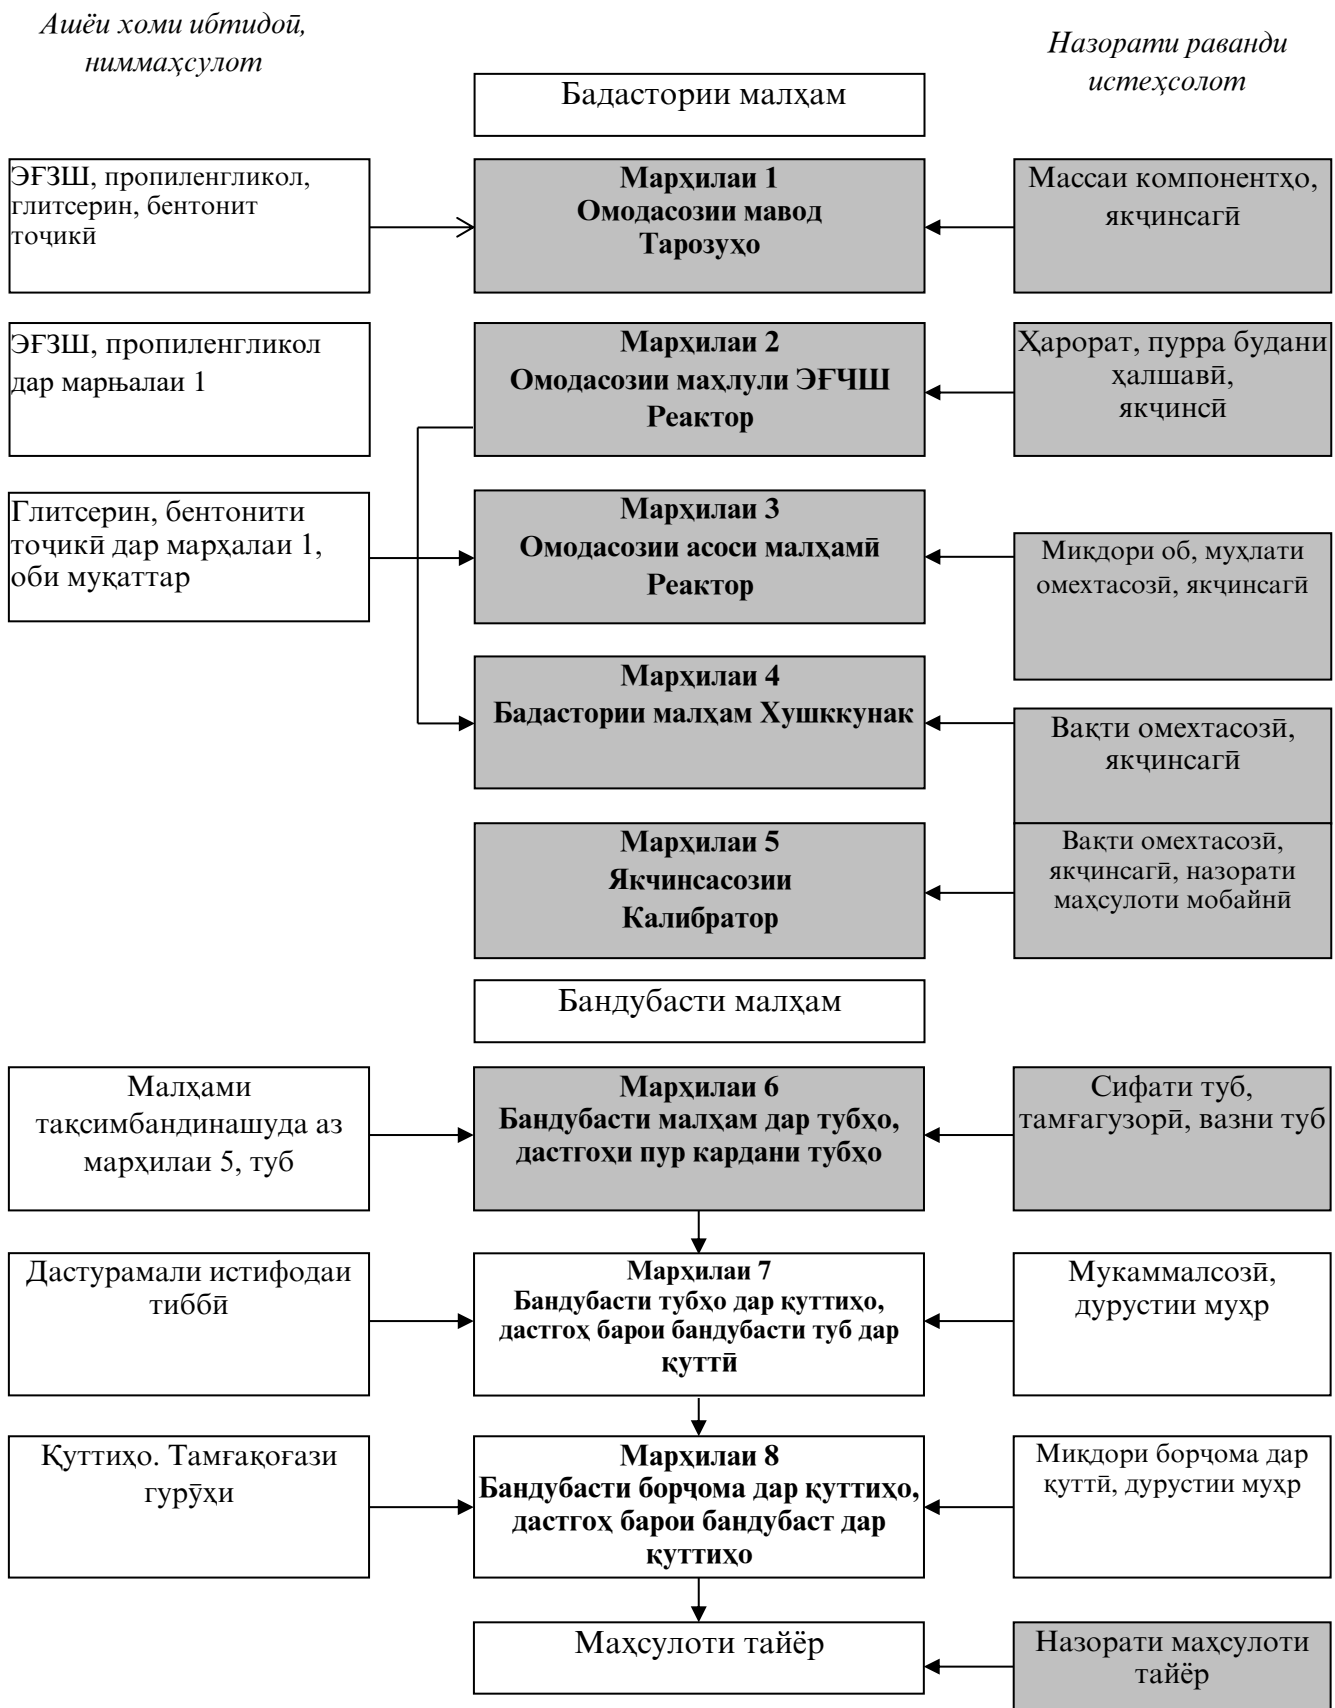 Ашёи хоми ибтидоӣ,
ниммаҳсулот
Назорати раванди
истеҳсолот
Бадастории малҳам
ЭҒЗШ, пропиленгликол,
глитсерин, бентонит
тоҷикӣ
Марҳилаи 1
Омодасозии мавод
Тарозуҳо
Массаи компонентҳо,
якҷинсагӣ
ЭҒЗШ, пропиленгликол
дар марњалаи 1
Марҳилаи 2
Омодасозии маҳлули ЭҒЧШ
Реактор
Ҳарорат, пурра будани
ҳалшавӣ,
якҷинсӣ
Глитсерин, бентонити
тоҷикӣ дар марҳалаи 1,
оби муқаттар
Марҳилаи 3
Омодасозии асоси малҳамӣ
Реактор
Миқдори об, муҳлати
омехтасозӣ, якҷинсагӣ
Марҳилаи 4
Бадастории малҳам Хушккунак
Вақти омехтасозӣ,
якҷинсагӣ
Марҳилаи 5
Якчинсасозии
Калибратор
Вақти омехтасозӣ,
якҷинсагӣ, назорати
маҳсулоти мобайнӣ
Бандубасти малҳам
Малҳами
тақсимбандинашуда аз
марҳилаи 5, туб
Марҳилаи 6
Бандубасти малҳам дар тубҳо,
дастгоҳи пур кардани тубҳо
Сифати туб,
тамғагузорӣ, вазни туб
Дастурамали истифодаи
тиббӣ
Марҳилаи 7
Бандубасти тубҳо дар қуттиҳо,
дастгоҳ барои бандубасти туб дар
қуттӣ
Мукаммалсозӣ,
дурустии муҳр
Қуттиҳо. Тамғақоғази
гурӯҳи
Марҳилаи 8
Бандубасти борҷома дар қуттиҳо,
дастгоҳ барои бандубаст дар
қуттиҳо
Миқдори борҷома дар
қуттӣ, дурустии муҳр
Маҳсулоти тайёр
Назорати маҳсулоти
тайёр